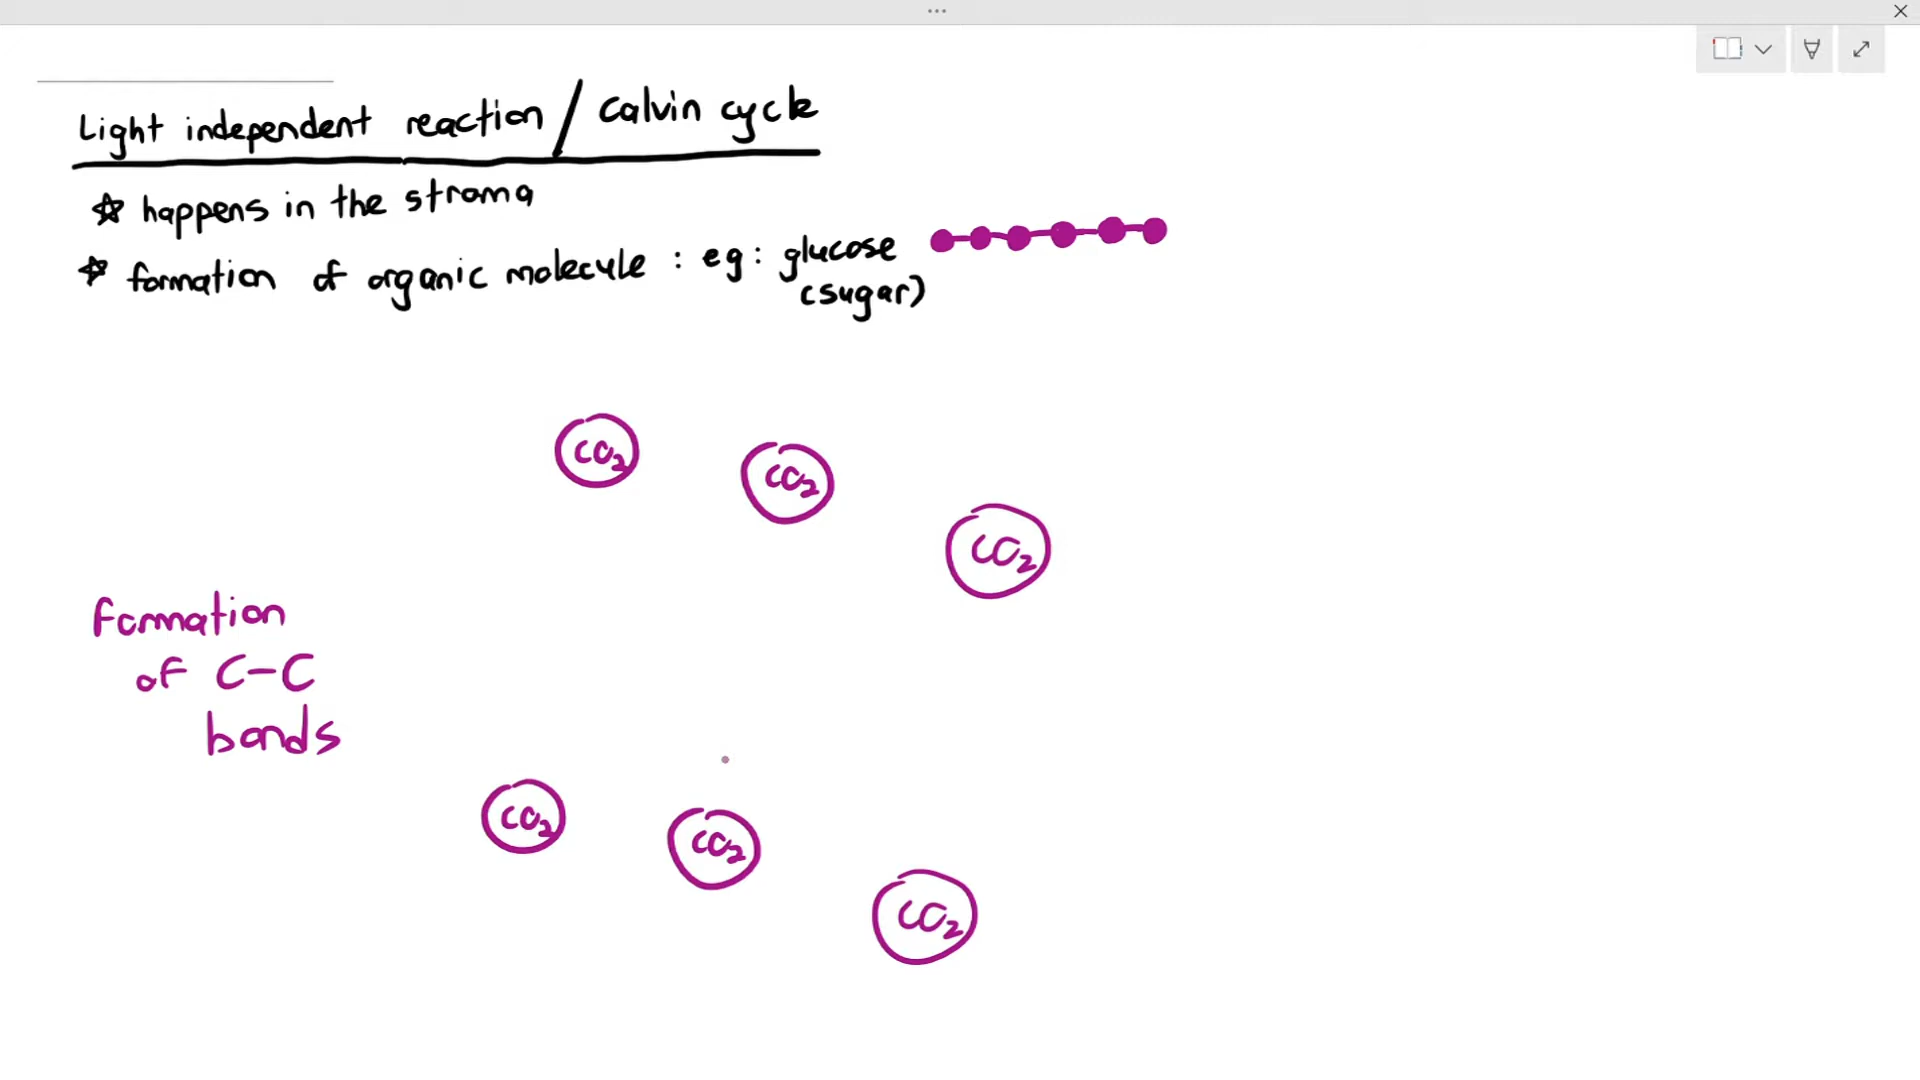 Light independent reaction / Calvin cycle
☆ happens in the stroma
☆ formation of organic molecule : eg : glucose
(sugar)
CO₂
CO₂
CO₂
Formation
of C-C
bonds
CO₂
CO₂
CO₂